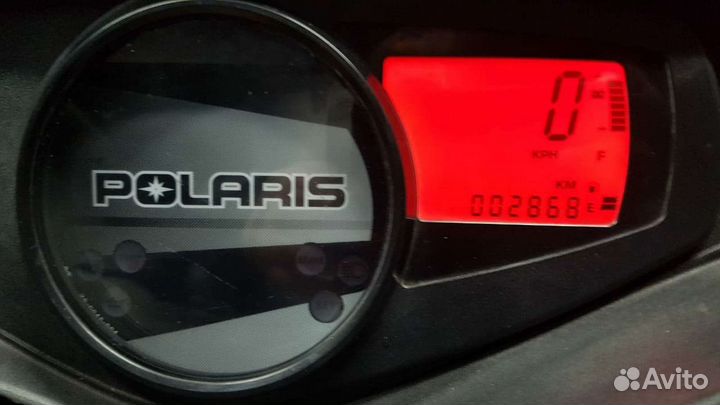 POLARIS
0
KPH
F
KM
002868
E
Avito